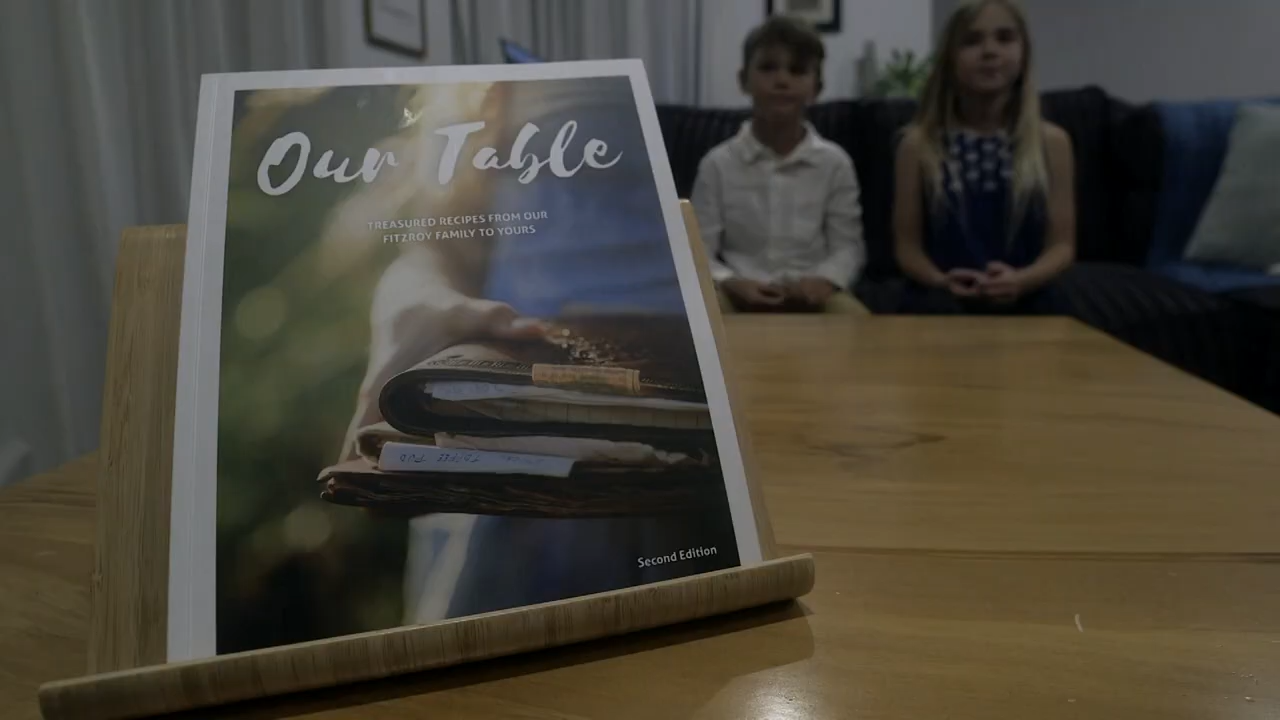 Our Table
TREASURED RECIPES FROM OUR
FITZROY FAMILY TO YOURS
Second Edition